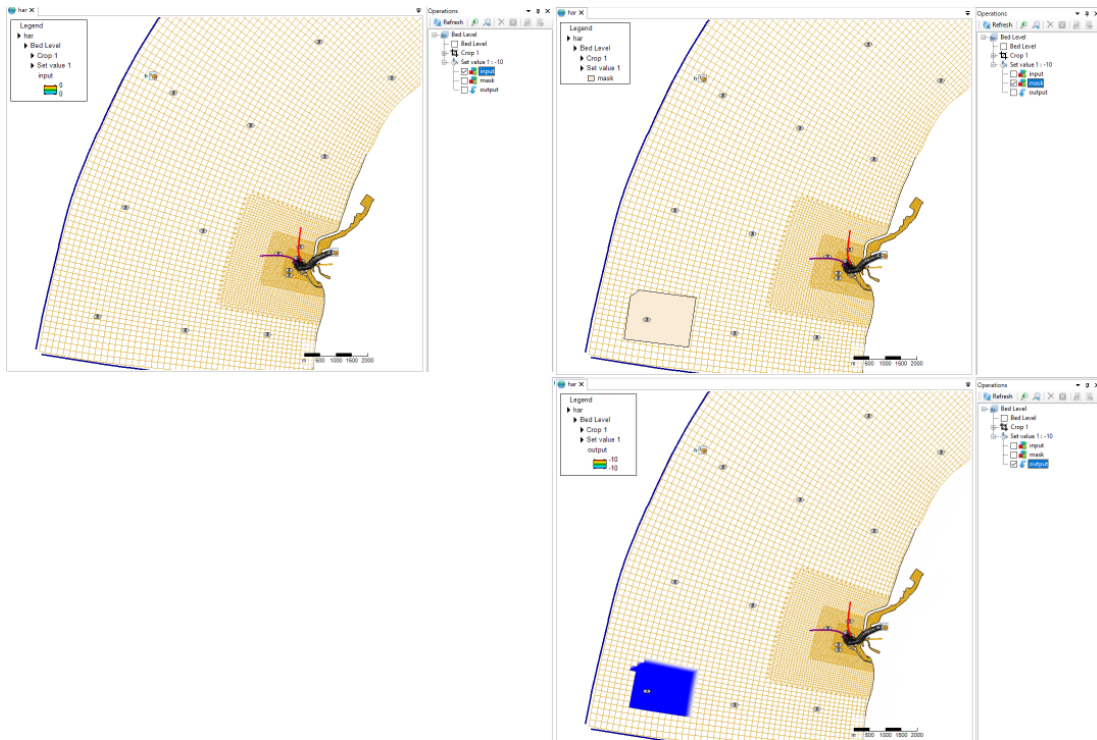 har
Legend
har
Bed Level
Crop 1
Set value 1
input
0
0
m 500 1000 1500 2000
Operations
Refresh
Bed Level
Bed Level
Crop 1
Set value 1 : -10
input
mask
output
har
Legend
har
Bed Level
Crop 1
Set value 1
mask
h
m 500 1000 1500 2000
Operations
Refresh
Bed Level
Bed Level
Crop 1
Set value 1 : -10
input
mask
output
har
Legend
har
Bed Level
Crop 1
Set value 1
output
-10
-10
h
m 500 1000 1500 2000
Operations
Refresh
Bed Level
Bed Level
Crop 1
Set value 1 : -10
input
mask
output